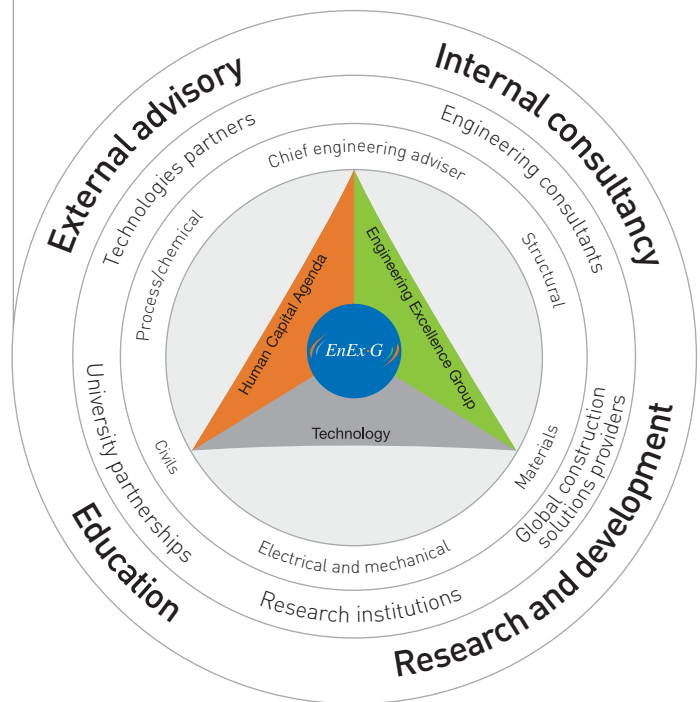 External advisory
Internal consultancy
Technologies partners
Engineering consultants
Chief engineering adviser
Process/chemical
Structural
Human Capital Agenda
Engineering Excellence Group
EnEx·G
Technology
Civils
Materials
University partnerships
Global construction
solutions providers
Electrical and mechanical
Research institutions
Education
Research and development